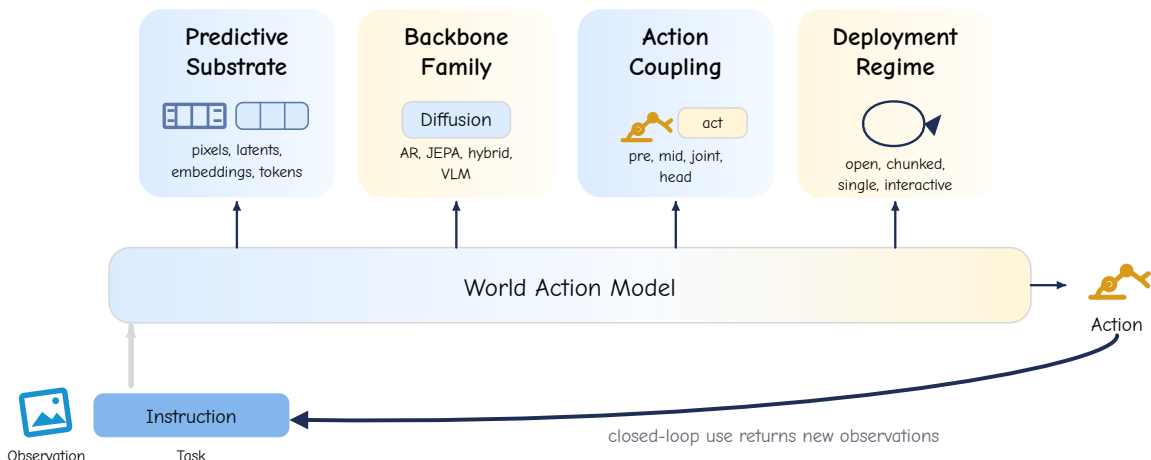 Predictive
Substrate
pixels, latents,
embeddings, tokens
Backbone
Family
Diffusion
AR, JEPA, hybrid,
VLM
Action
Coupling
act
pre, mid, joint,
head
Deployment
Regime
open, chunked,
single, interactive
World Action Model
Action
Instruction
closed-loop use returns new observations
Observation
Task